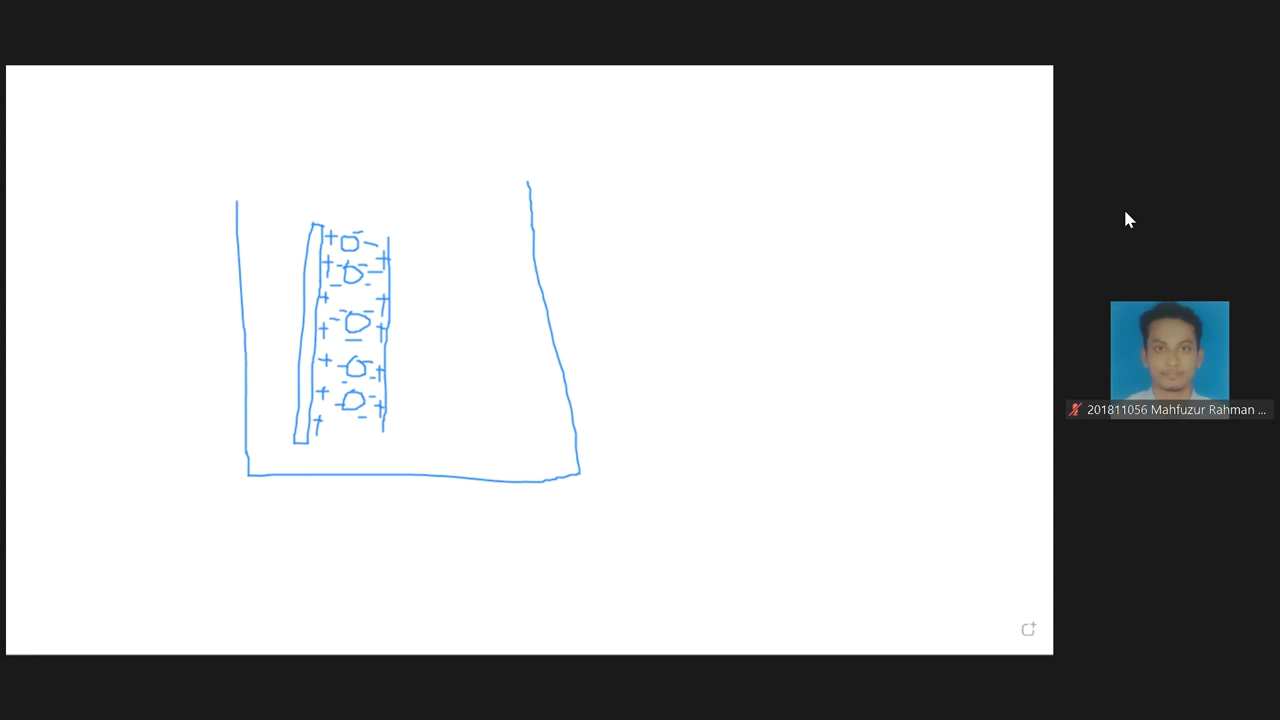 + - -
+ - - - +
- -
+ +
+ - - - +
-
+ - - +
-
+ - - +
-
+
201811056 Mahfuzur Rahman ...